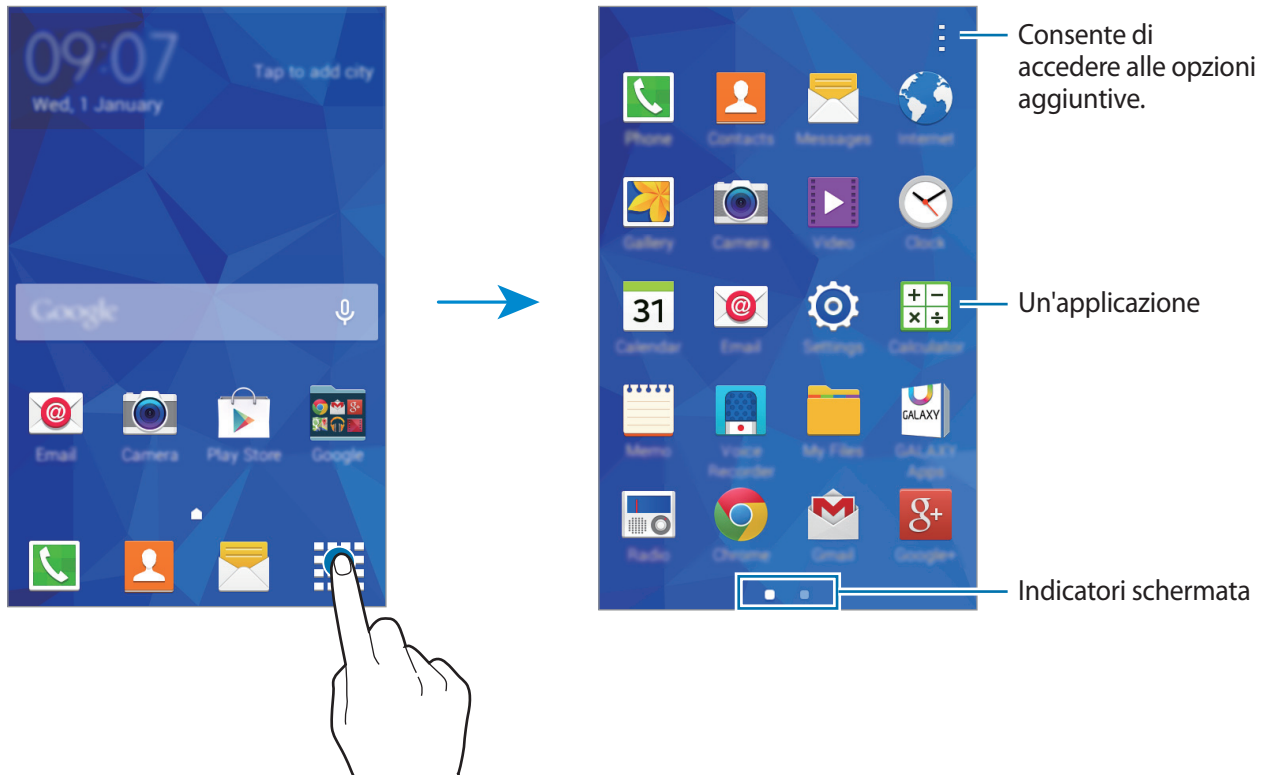 09:07
Tap to add city
Wed, 1 January
Google
Email
Camera
Play Store
Google
Consente di
accedere alle opzioni
aggiuntive.
Phone
Contacts
Messages
Internet
Gallery
Camera
Video
Clock
31
Calendar
Email
Settings
Calculator
Un'applicazione
Memo
Voice
Recorder
My Files
GALAXY
GALAXY
Apps
Radio
Chrome
Gmail
g+
Google+
Indicatori schermata